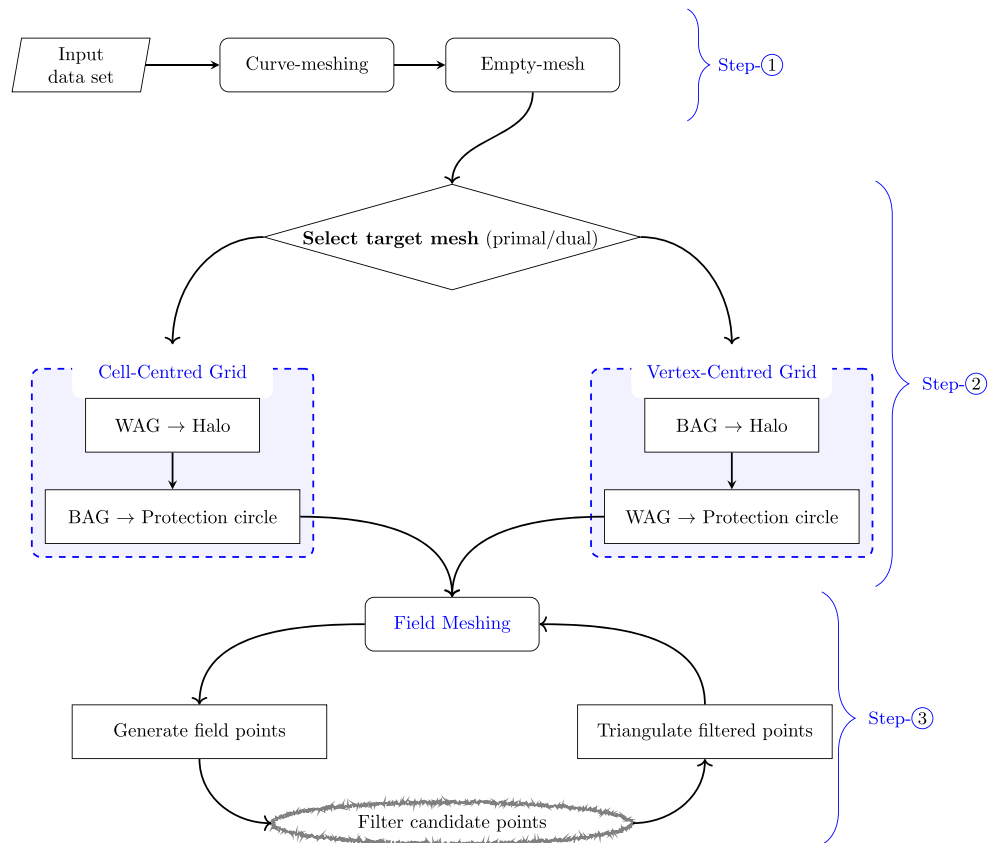 Input
data set
Curve-meshing
Empty-mesh
Step-①
Select target mesh (primal/dual)
Cell-Centred Grid
Vertex-Centred Grid
Step-②
WAG → Halo
BAG → Halo
BAG → Protection circle
WAG → Protection circle
Field Meshing
Generate field points
Triangulate filtered points
Step-③
Filter candidate points